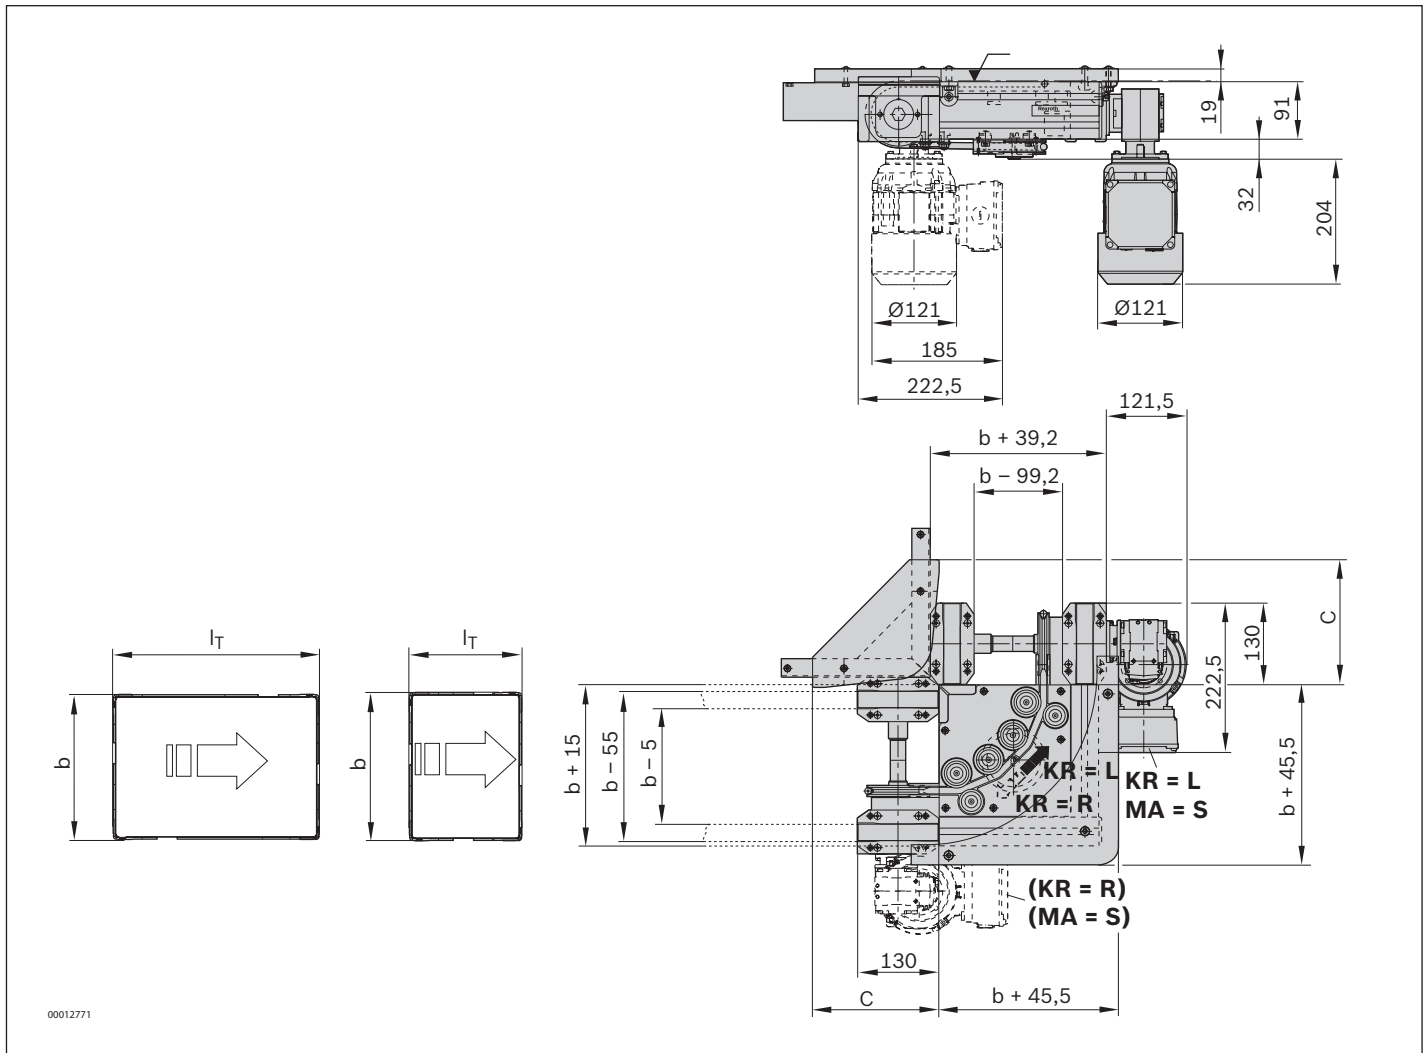 Rexroth
19
91
32
204
Ø121
Ø121
185
222,5
121,5
b + 39,2
b – 99,2
C
130
222,5
b + 45,5
lT
lT
b
b
b + 15
b – 55
b – 5
KR = L
KR = R
KR = L
MA = S
(KR = R)
(MA = S)
130
C
b + 45,5
00012771